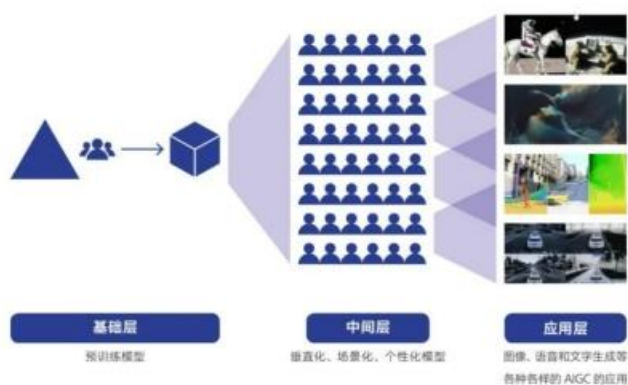 基础层
预训练模型
中间层
垂直化、场景化、个性化模型
应用层
图像、语音和文字生成等
各种各样的 AIGC 的应用